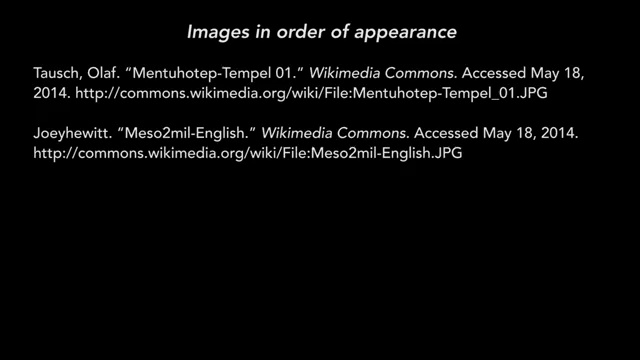 Images in order of appearance
Tausch, Olaf. “Mentuhotep-Tempel 01.” Wikimedia Commons. Accessed May 18,
2014. http://commons.wikimedia.org/wiki/File:Mentuhotep-Tempel_01.JPG
Joeyhewitt. “Meso2mil-English.” Wikimedia Commons. Accessed May 18, 2014.
http://commons.wikimedia.org/wiki/File:Meso2mil-English.JPG